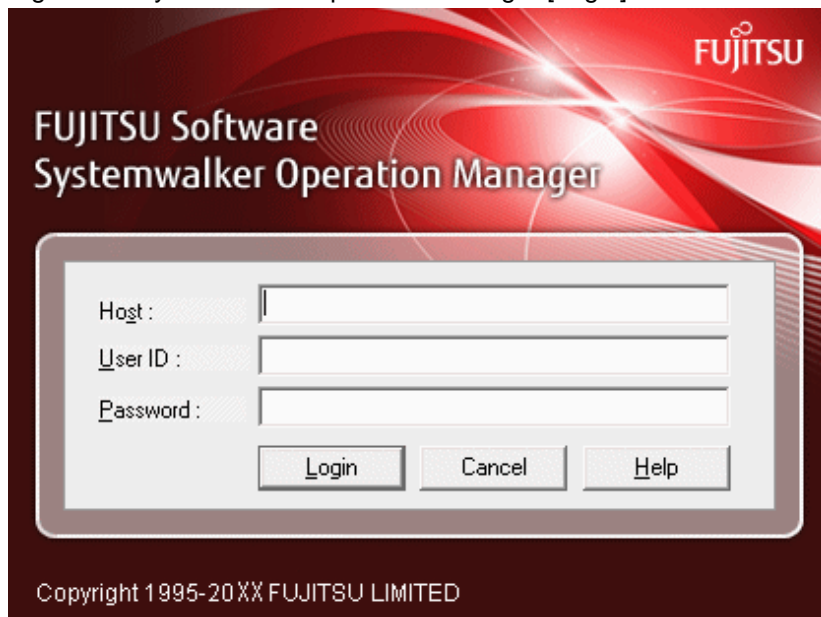 FUJITSU
FUJITSU Software
Systemwalker Operation Manager
Host :
User ID :
Password :
Login Cancel Help
Copyright 1995-20XX FUJITSU LIMITED